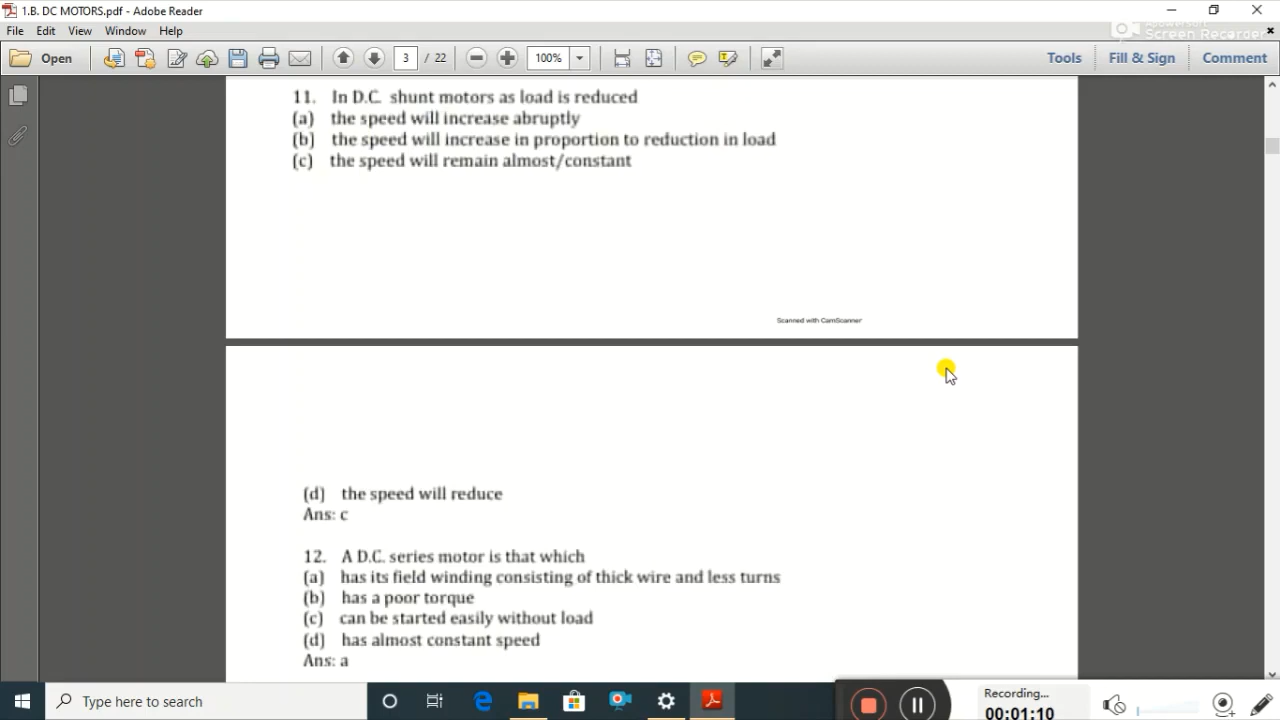 1.B. DC MOTORS.pdf - Adobe Reader
File Edit View Window Help
Screen Recorder
Open 3 / 22 100% Tools Fill & Sign Comment
11. In D.C. shunt motors as load is reduced
(a) the speed will increase abruptly
(b) the speed will increase in proportion to reduction in load
(c) the speed will remain almost/constant
Scanned with CamScanner
(d) the speed will reduce
Ans: c
12. A D.C. series motor is that which
(a) has its field winding consisting of thick wire and less turns
(b) has a poor torque
(c) can be started easily without load
(d) has almost constant speed
Ans: a
Type here to search
Recording...
00:01:10